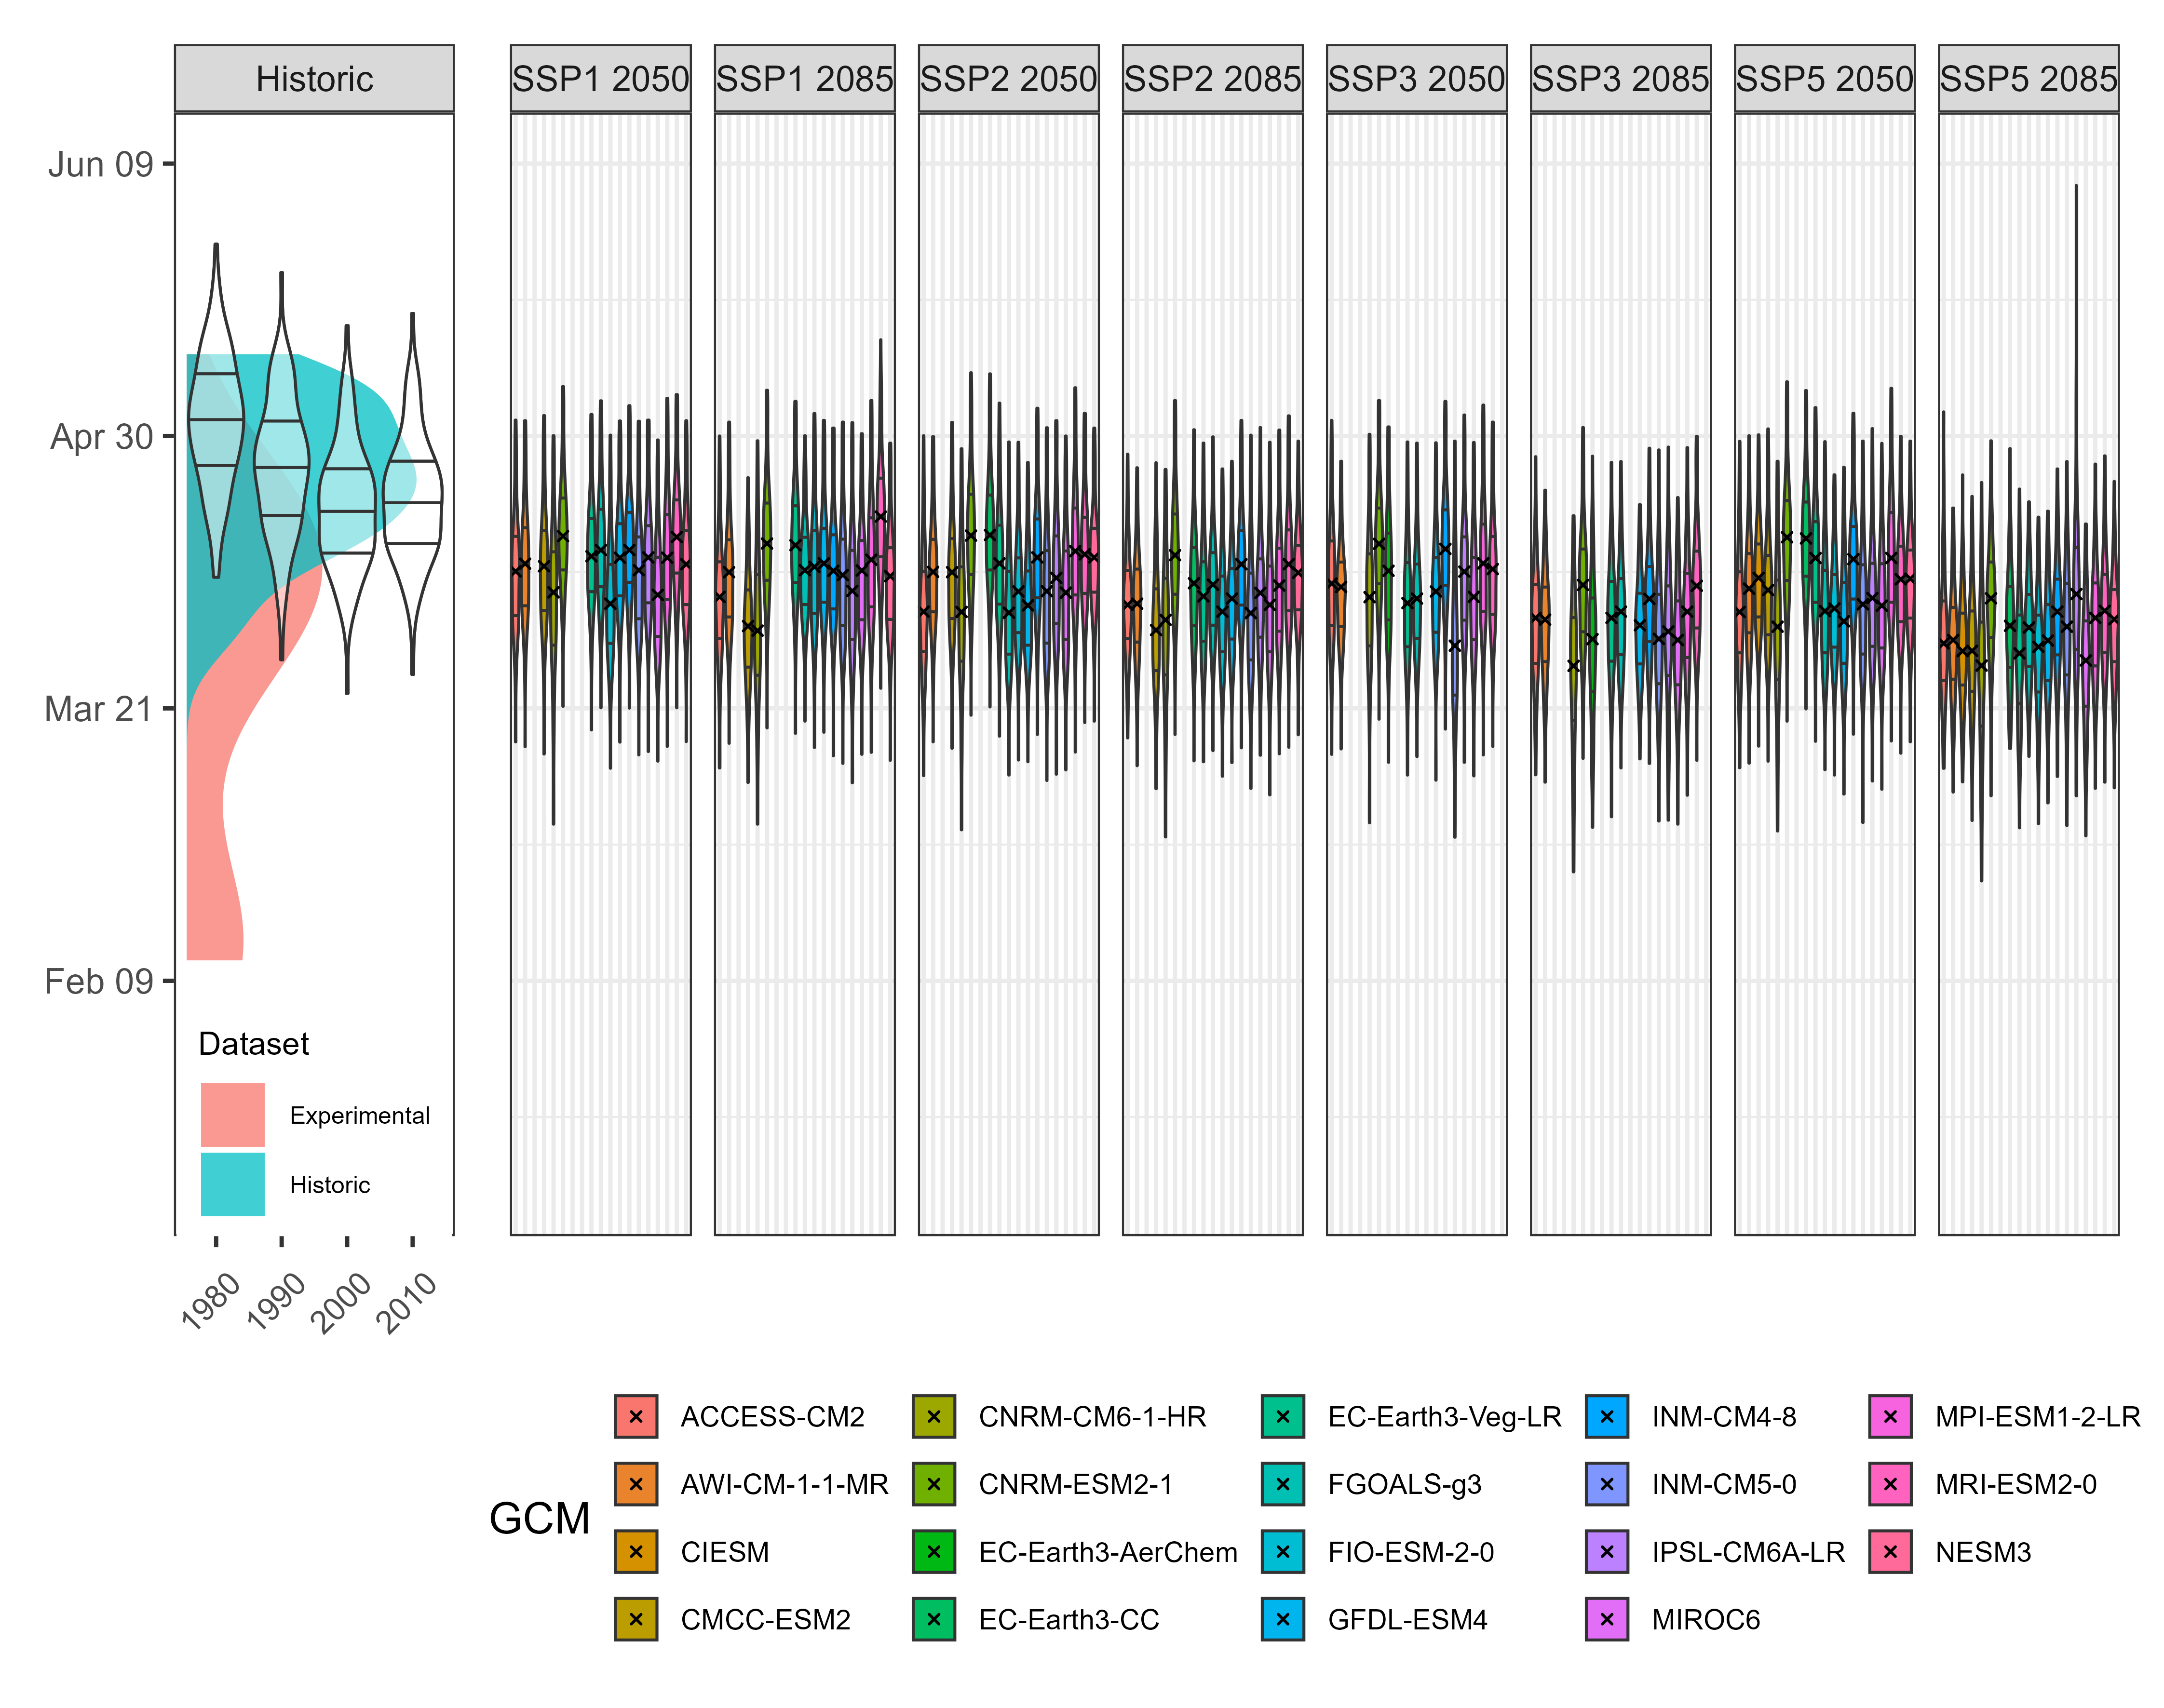 Historic
SSP1 2050
SSP1 2085
SSP2 2050
SSP2 2085
SSP3 2050
SSP3 2085
SSP5 2050
SSP5 2085
Jun 09
Apr 30
Mar 21
Feb 09
Dataset
Experimental
Historic
1980
1990
2000
2010
GCM
ACCESS-CM2
AWI-CM-1-1-MR
CIESM
CMCC-ESM2
CNRM-CM6-1-HR
CNRM-ESM2-1
EC-Earth3-AerChem
EC-Earth3-CC
EC-Earth3-Veg-LR
FGOALS-g3
FIO-ESM-2-0
GFDL-ESM4
INM-CM4-8
INM-CM5-0
IPSL-CM6A-LR
MIROC6
MPI-ESM1-2-LR
MRI-ESM2-0
NESM3